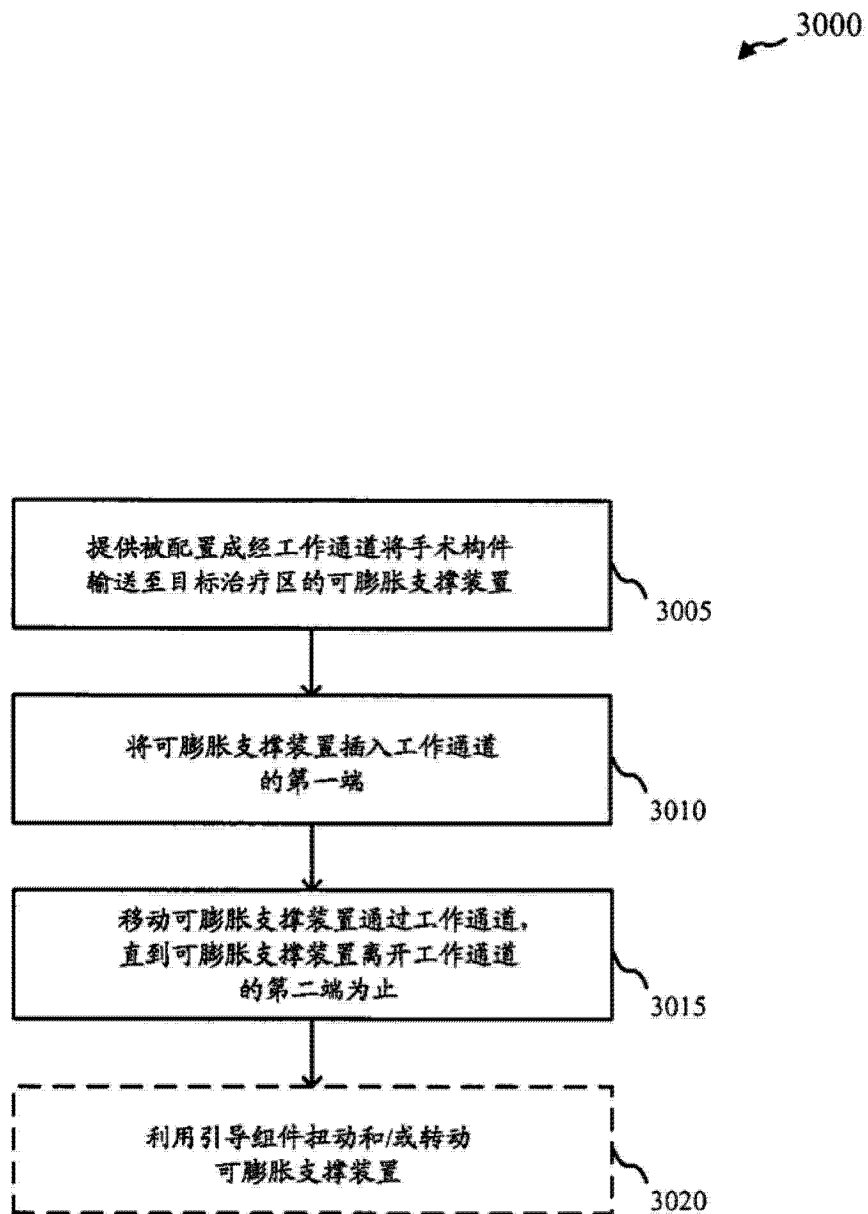 3000
提供被配置成经工作通道将手术构件
输送至目标治疗区的可膨胀支撑装置
3005
将可膨胀支撑装置插入工作通道
的第一端
3010
移动可膨胀支撑装置通过工作通道,
直到可膨胀支撑装置离开工作通道
的第二端为止
3015
利用引导组件扭动和/或转动
可膨胀支撑装置
3020